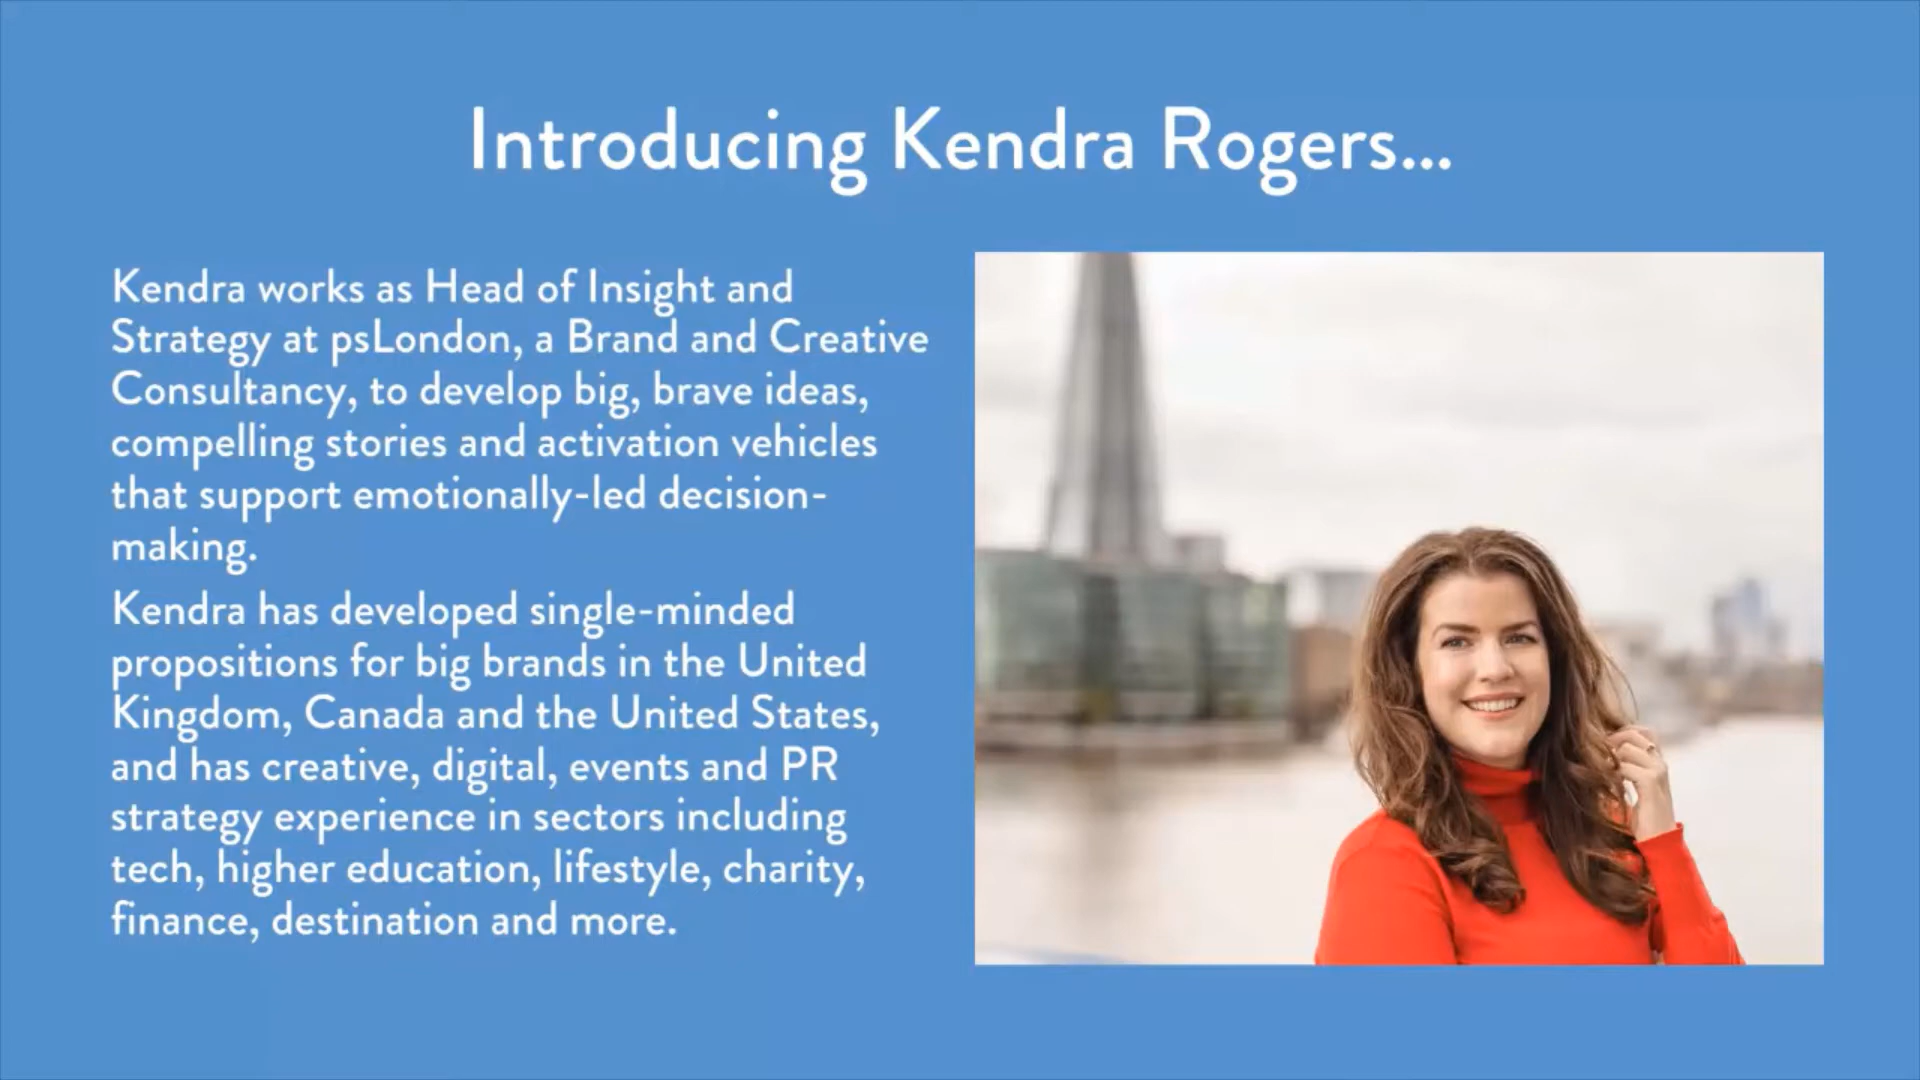 Introducing Kendra Rogers...
Kendra works as Head of Insight and
Strategy at psLondon, a Brand and Creative
Consultancy, to develop big, brave ideas,
compelling stories and activation vehicles
that support emotionally-led decision-
making.
Kendra has developed single-minded
propositions for big brands in the United
Kingdom, Canada and the United States,
and has creative, digital, events and PR
strategy experience in sectors including
tech, higher education, lifestyle, charity,
finance, destination and more.